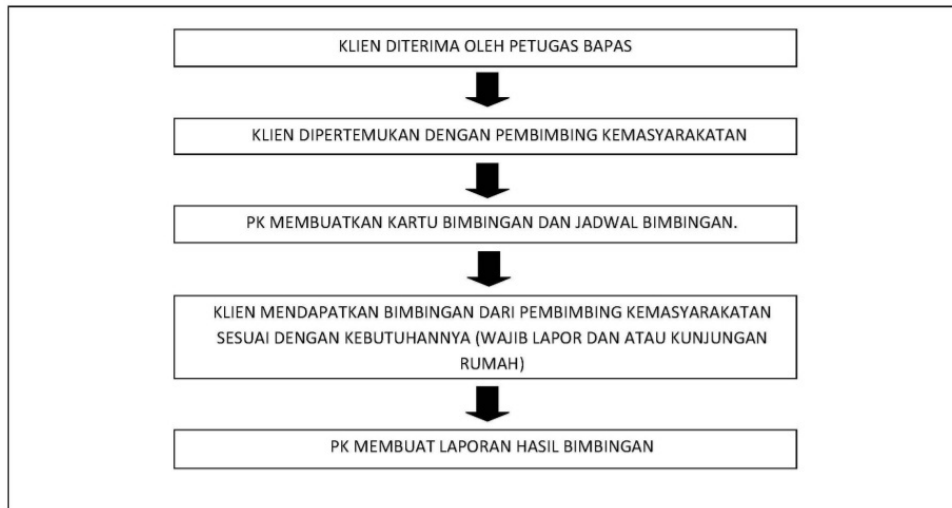 KLIEN DITERIMA OLEH PETUGAS BAPAS
KLIEN DIPERTEMUKAN DENGAN PEMBIMBING KEMASYARAKATAN
PK MEMBUATKAN KARTU BIMBINGAN DAN JADWAL BIMBINGAN.
KLIEN MENDAPATKAN BIMBINGAN DARI PEMBIMBING KEMASYARAKATAN
SESUAI DENGAN KEBUTUHANNYA (WAJIB LAPOR DAN ATAU KUNJUNGAN
RUMAH)
PK MEMBUAT LAPORAN HASIL BIMBINGAN